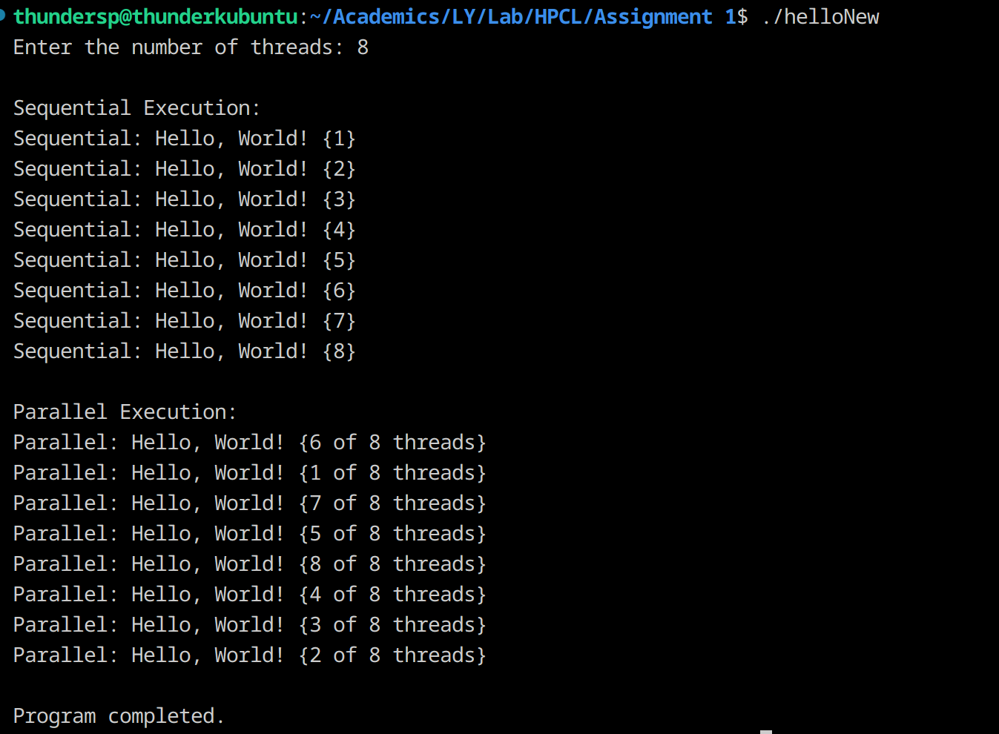 thundersp@thunderkubuntu:~/Academics/LY/Lab/HPCL/Assignment 1$ ./helloNew
Enter the number of threads: 8
Sequential Execution:
Sequential: Hello, World! {1}
Sequential: Hello, World! {2}
Sequential: Hello, World! {3}
Sequential: Hello, World! {4}
Sequential: Hello, World! {5}
Sequential: Hello, World! {6}
Sequential: Hello, World! {7}
Sequential: Hello, World! {8}
Parallel Execution:
Parallel: Hello, World! {6 of 8 threads}
Parallel: Hello, World! {1 of 8 threads}
Parallel: Hello, World! {7 of 8 threads}
Parallel: Hello, World! {5 of 8 threads}
Parallel: Hello, World! {8 of 8 threads}
Parallel: Hello, World! {4 of 8 threads}
Parallel: Hello, World! {3 of 8 threads}
Parallel: Hello, World! {2 of 8 threads}
Program completed.